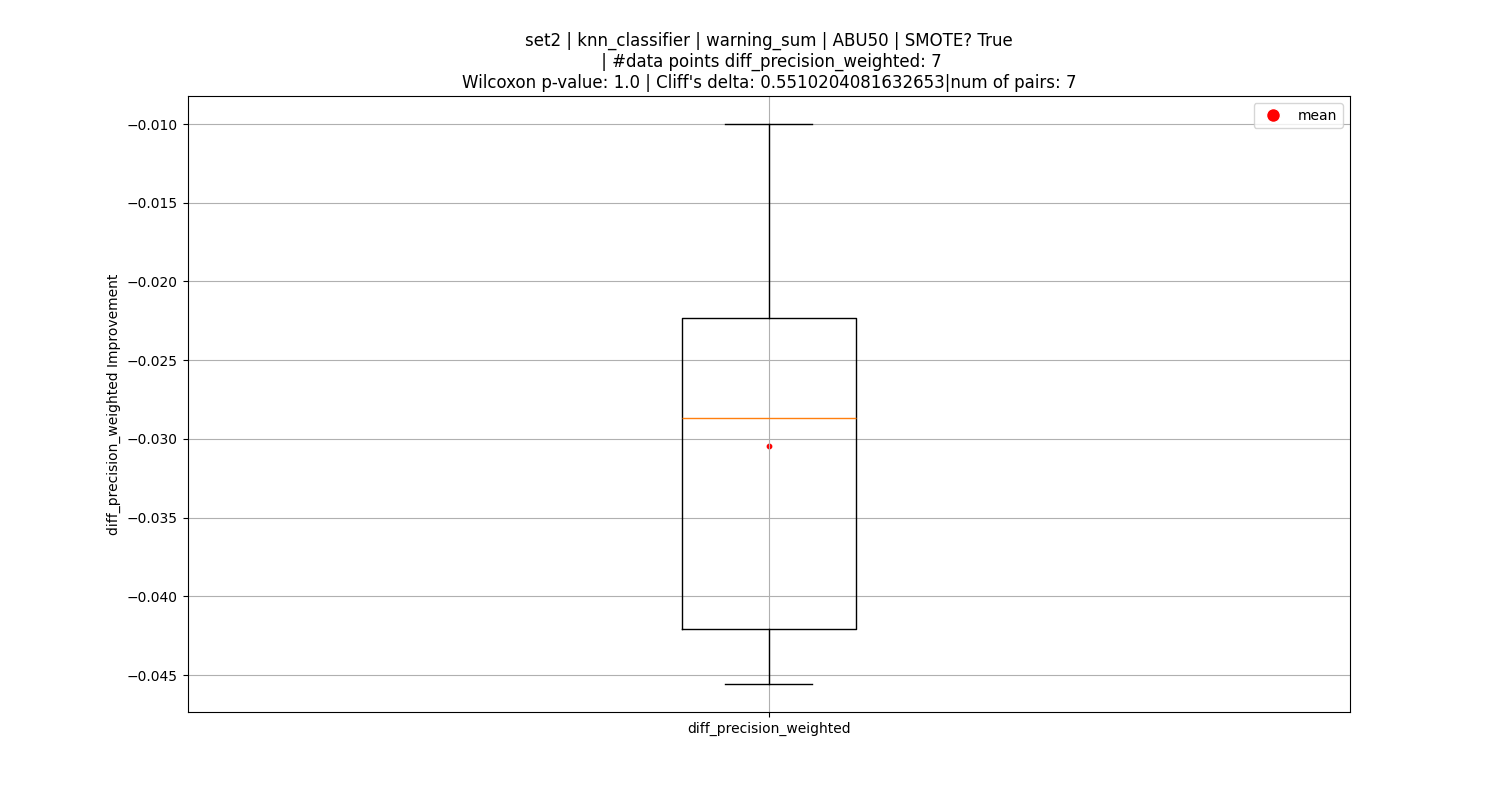 set2 | knn_classifier | warning_sum | ABU50 | SMOTE? True
| #data points diff_precision_weighted: 7
Wilcoxon p-value: 1.0 | Cliff's delta: 0.5510204081632653|num of pairs: 7
mean
−0.010
−0.015
−0.020
−0.025
−0.030
−0.035
−0.040
−0.045
diff_precision_weighted Improvement
diff_precision_weighted